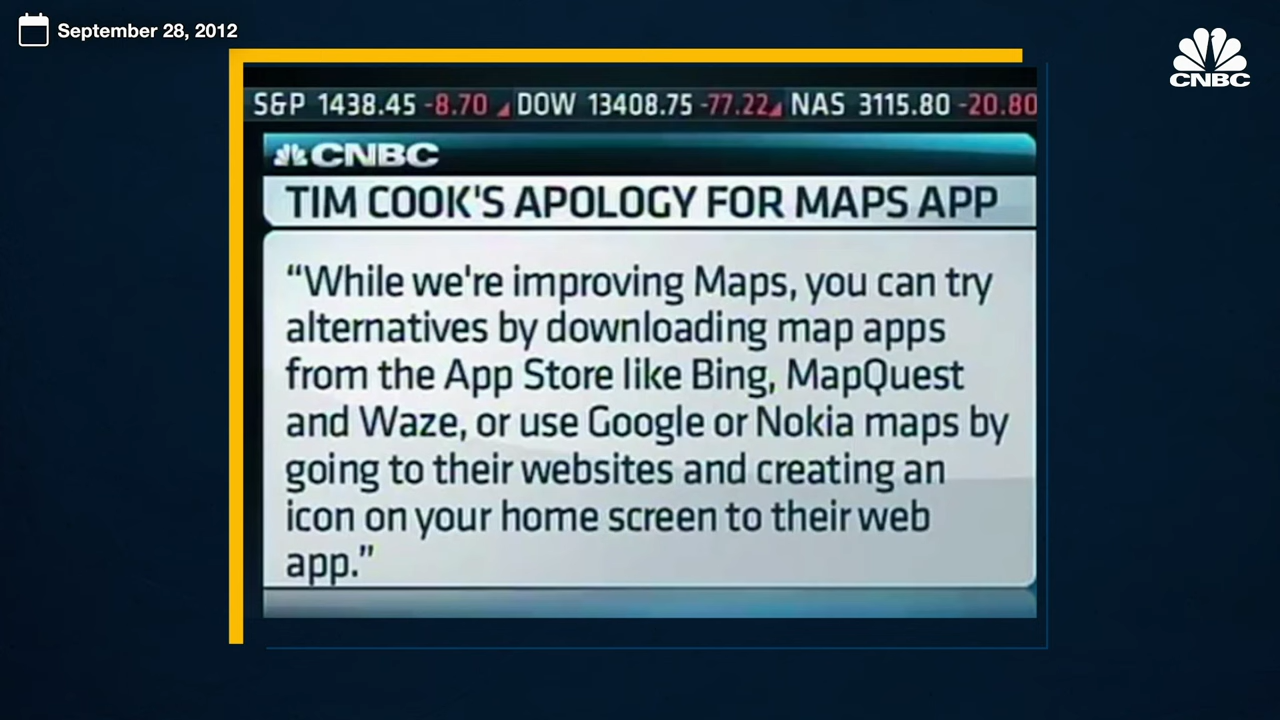 September 28, 2012
CNBC
S&P 1438.45 -8.70 DOW 13408.75 -77.22 NAS 3115.80 -20.80
CNBC
TIM COOK'S APOLOGY FOR MAPS APP
“While we're improving Maps, you can try
alternatives by downloading map apps
from the App Store like Bing, MapQuest
and Waze, or use Google or Nokia maps by
going to their websites and creating an
icon on your home screen to their web
app.”